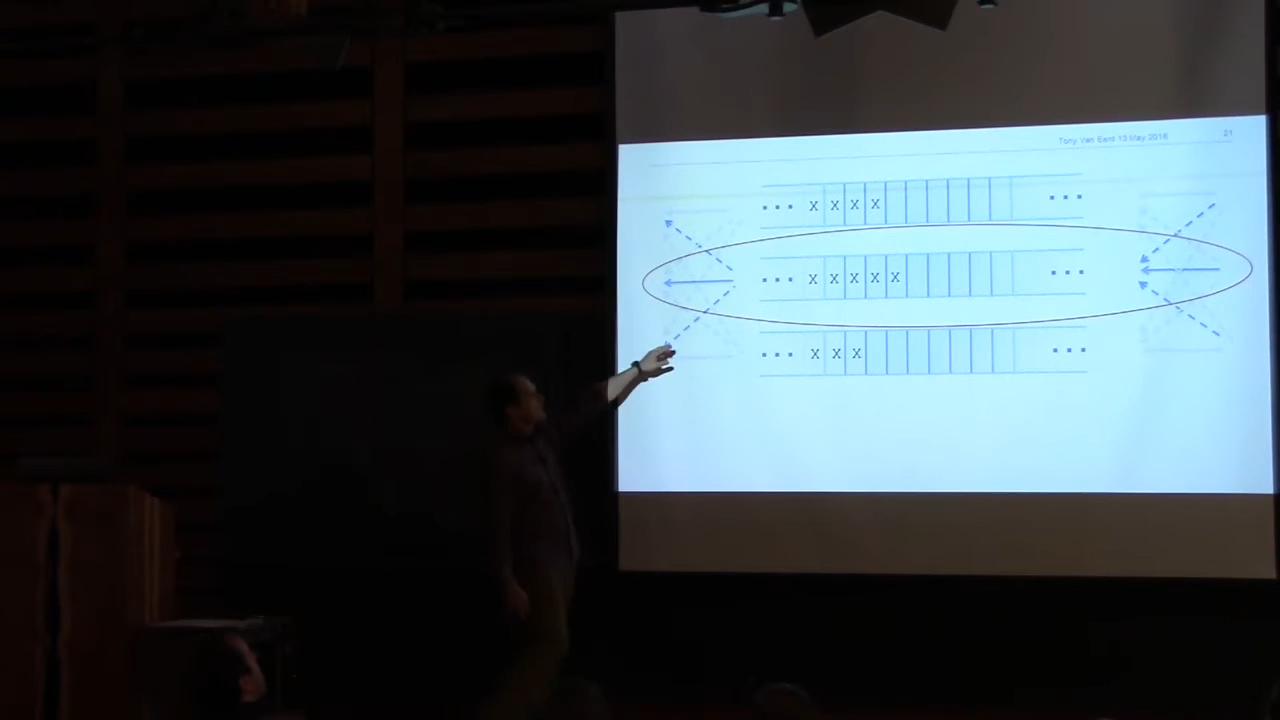 Tony Van Eerd 13 May 2016 21
... X X X X ...
... X X X X X ...
... X X X ...